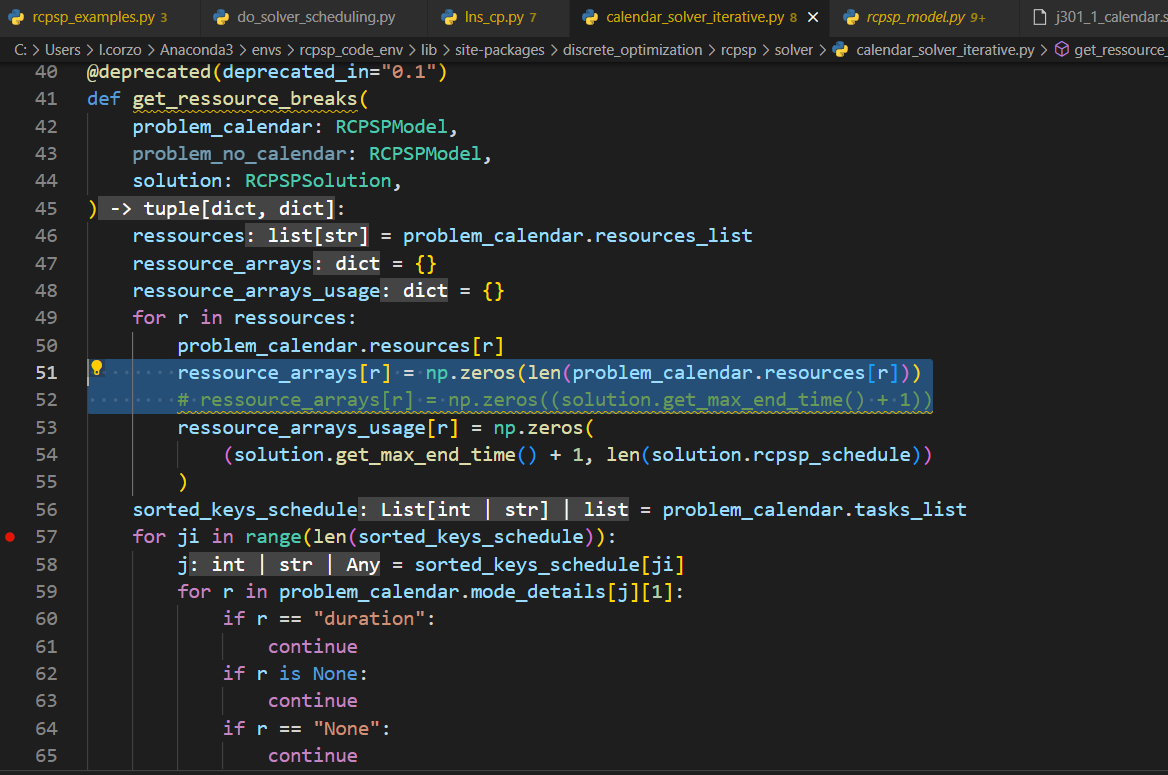 rcpsp_examples.py 3 do_solver_scheduling.py lns_cp.py 7 calendar_solver_iterative.py 8 × rcpsp_model.py 9+ j301_1_calendar.s
C: > Users > l.corzo > Anaconda3 > envs > rcpsp_code_env > lib > site-packages > discrete_optimization > rcpsp > solver > calendar_solver_iterative.py > get_ressource_
40 @deprecated(deprecated_in="0.1")
41 def get_ressource_breaks(
42 problem_calendar: RCPSPModel,
43 problem_no_calendar: RCPSPModel,
44 solution: RCPSPSolution,
45 ) -> tuple[dict, dict]:
46 ressources: list[str] = problem_calendar.resources_list
47 ressource_arrays: dict = {}
48 ressource_arrays_usage: dict = {}
49 for r in ressources:
50 problem_calendar.resources[r]
51 ressource_arrays[r] = np.zeros(len(problem_calendar.resources[r]))
52 # ressource_arrays[r] = np.zeros((solution.get_max_end_time() + 1))
53 ressource_arrays_usage[r] = np.zeros(
54 (solution.get_max_end_time() + 1, len(solution.rcpsp_schedule))
55 )
56 sorted_keys_schedule: List[int | str] | list = problem_calendar.tasks_list
57 for ji in range(len(sorted_keys_schedule)):
58 j: int | str | Any = sorted_keys_schedule[ji]
59 for r in problem_calendar.mode_details[j][1]:
60 if r == "duration":
61 continue
62 if r is None:
63 continue
64 if r == "None":
65 continue